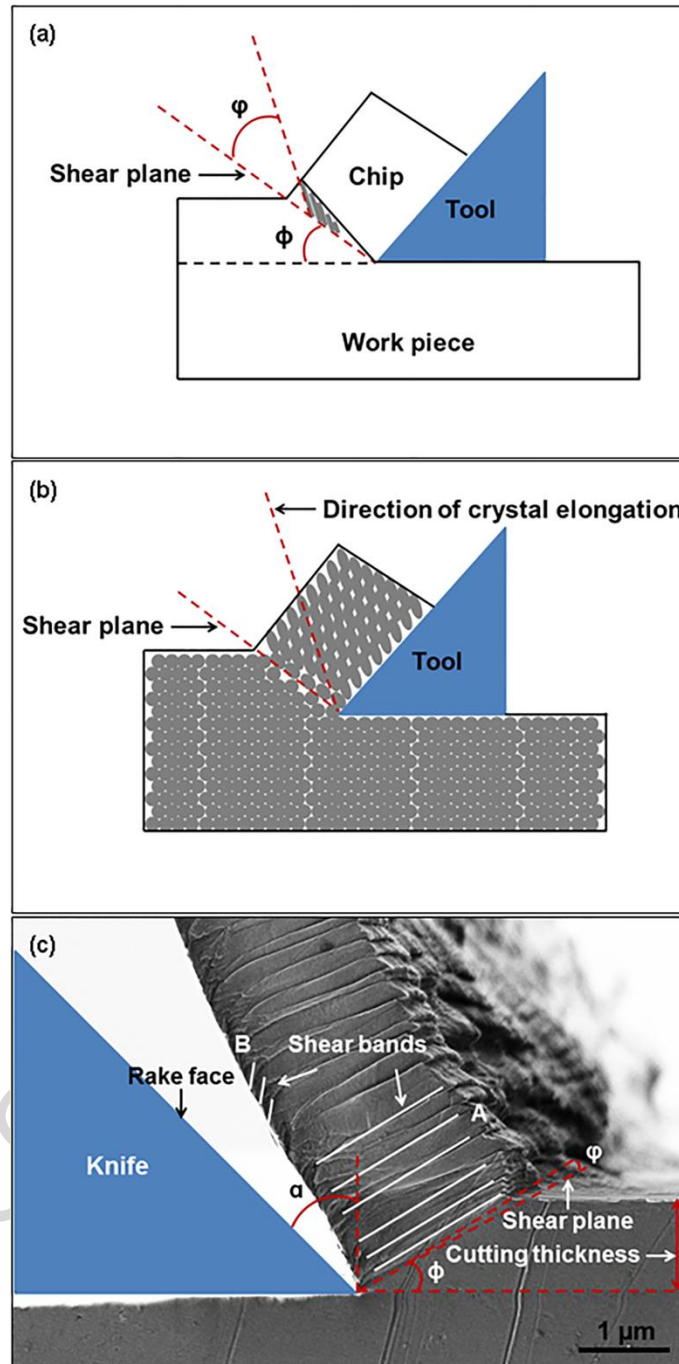 (a)
φ
Shear plane
Chip
Tool
ϕ
Work piece
(b)
Direction of crystal elongation
Shear plane
Tool
(c)
B
Shear bands
Rake face
A
Knife
α
φ
Shear plane
Cutting thickness
ϕ
1 μm